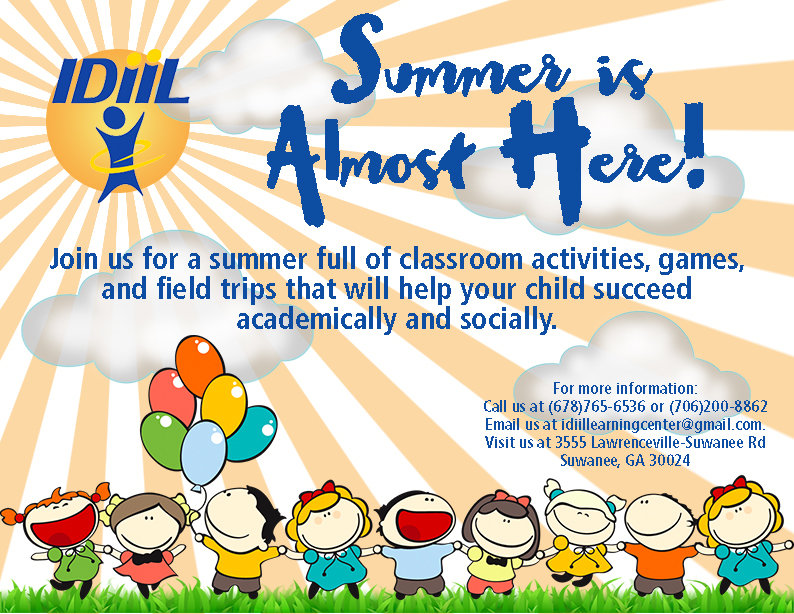 IDiiL
Summer is
Almost Here!
Join us for a summer full of classroom activities, games,
and field trips that will help your child succeed
academically and socially.
For more information:
Call us at (678)765-6536 or (706)200-8862
Email us at idiillearningcenter@gmail.com.
Visit us at 3555 Lawrenceville-Suwanee Rd
Suwanee, GA 30024